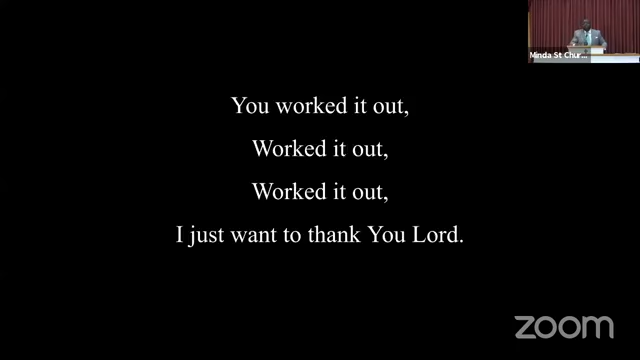 Minda St Chur...
You worked it out,
Worked it out,
Worked it out,
I just want to thank You Lord.
zoom